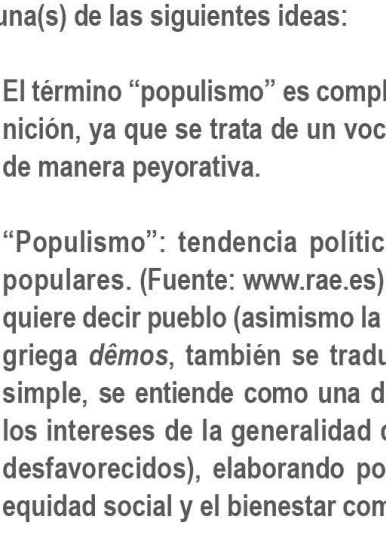 una(s) de las siguientes ideas:
El término “populismo” es compl
nición, ya que se trata de un voc
de manera peyorativa.
“Populismo”: tendencia polític
populares. (Fuente: www.rae.es)
quiere decir pueblo (asimismo la
griega dêmos, también se tradu
simple, se entiende como una d
los intereses de la generalidad
desfavorecidos), elaborando po
equidad social y el bienestar com